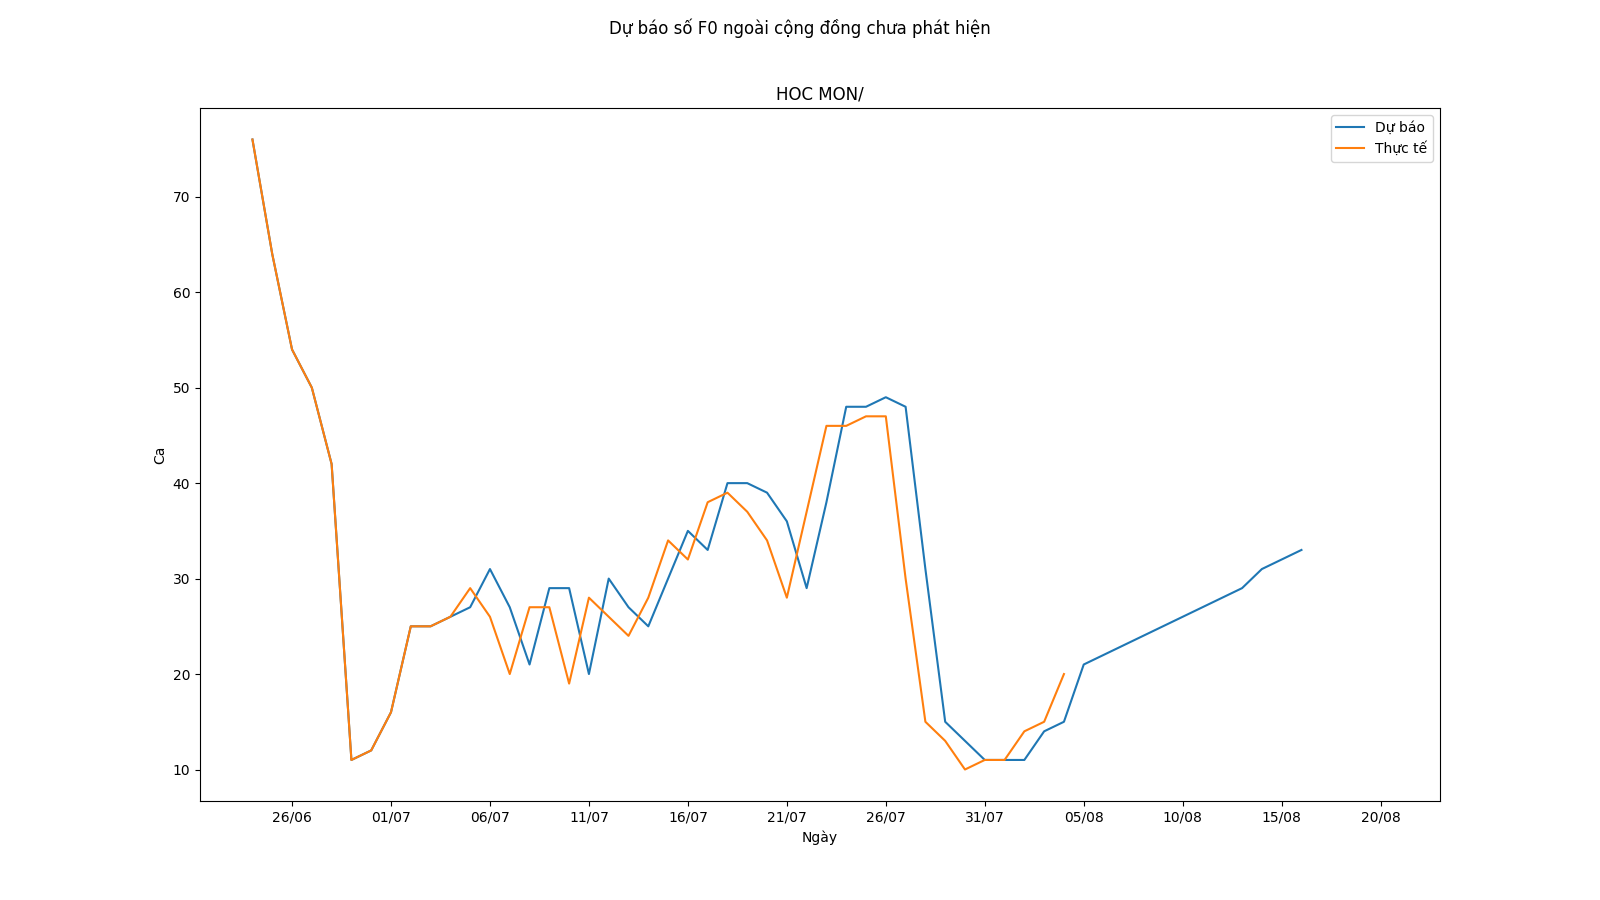 Dự báo số F0 ngoài cộng đồng chưa phát hiện
HOC MON/
Dự báo
Thực tế
70
60
50
40
30
20
10
Ca
26/06 01/07 06/07 11/07 16/07 21/07 26/07 31/07 05/08 10/08 15/08 20/08
Ngày